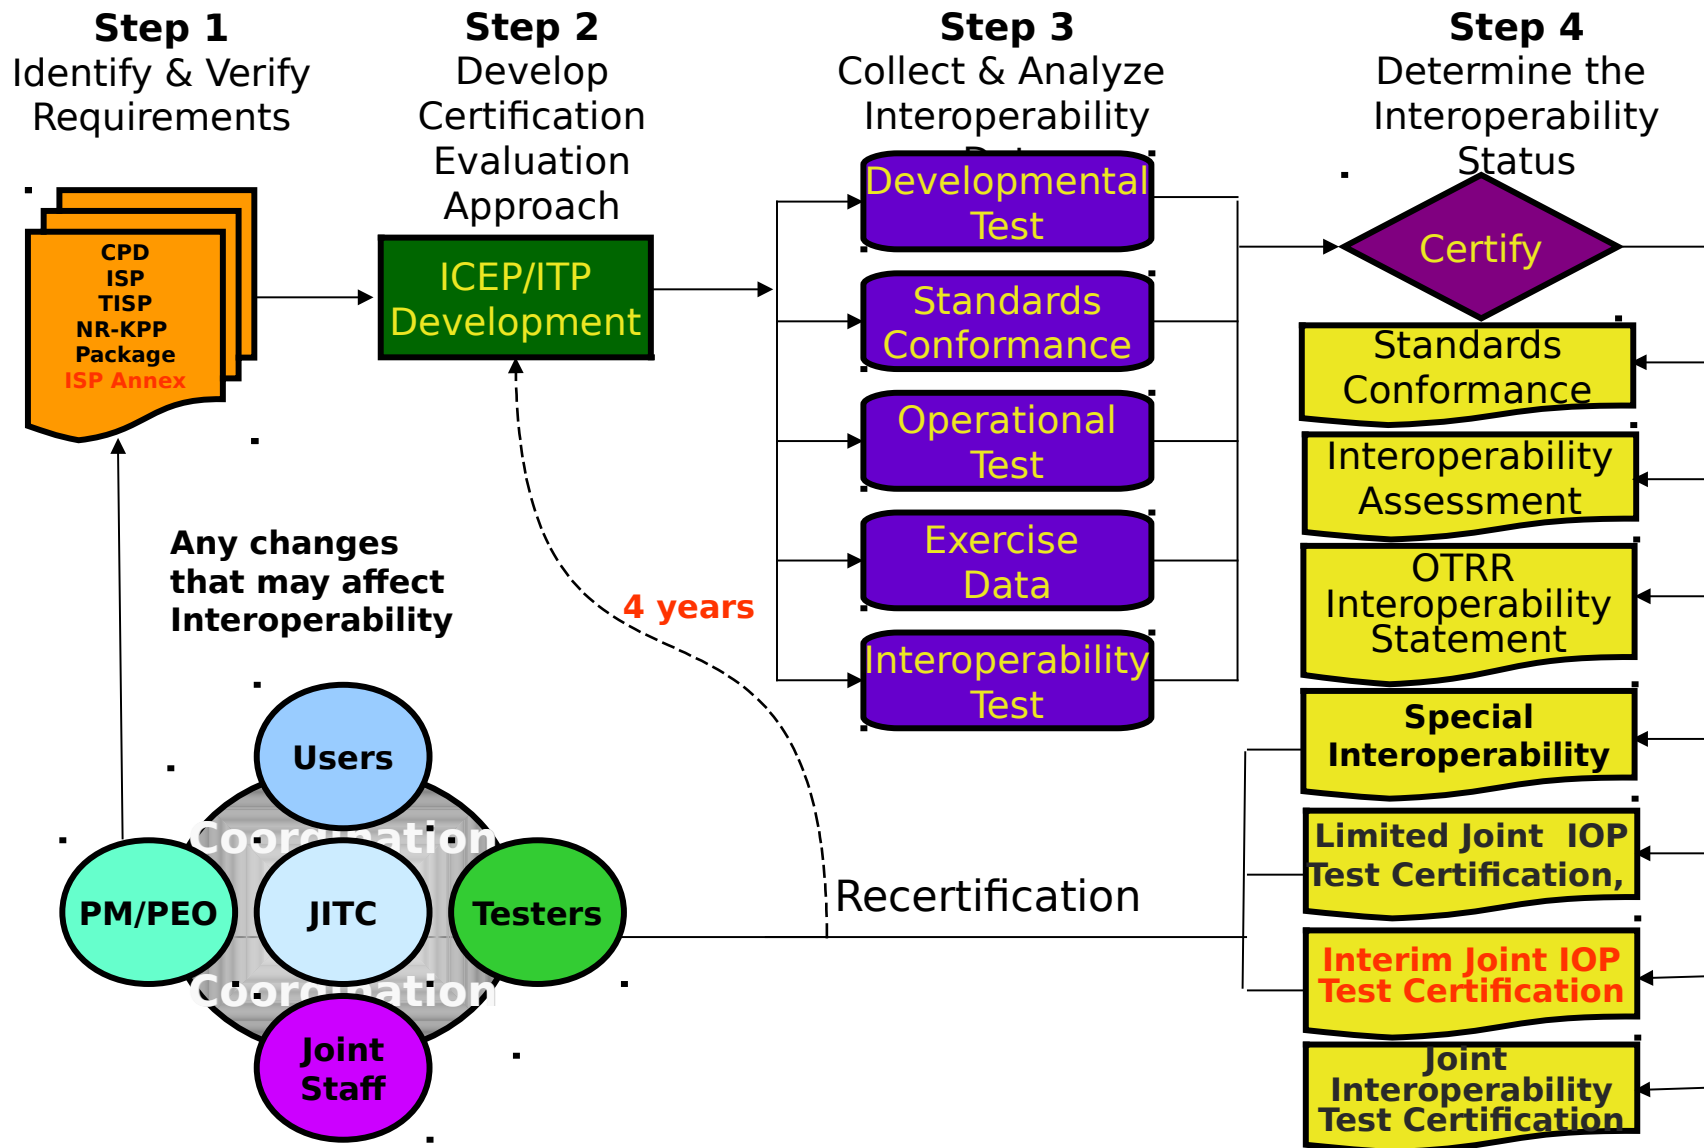 Step 1
Identify & Verify
Requirements
Step 2
Develop
Certification
Evaluation
Approach
Step 3
Collect & Analyze
Interoperability
Step 4
Determine the
Interoperability
Status
CPD
ISP
TISP
NR-KPP
Package
ISP Annex
ICEP/ITP
Development
Developmental
Test
Standards
Conformance
Operational
Test
Exercise
Data
Interoperability
Test
Certify
Standards
Conformance
Interoperability
Assessment
OTRR
Interoperability
Statement
Special
Interoperability
Limited Joint IOP
Test Certification,
Interim Joint IOP
Test Certification
Joint
Interoperability
Test Certification
Any changes
that may affect
Interoperability
4 years
Recertification
Users
Coordination
PM/PEO
JITC
Testers
Coordination
Joint
Staff